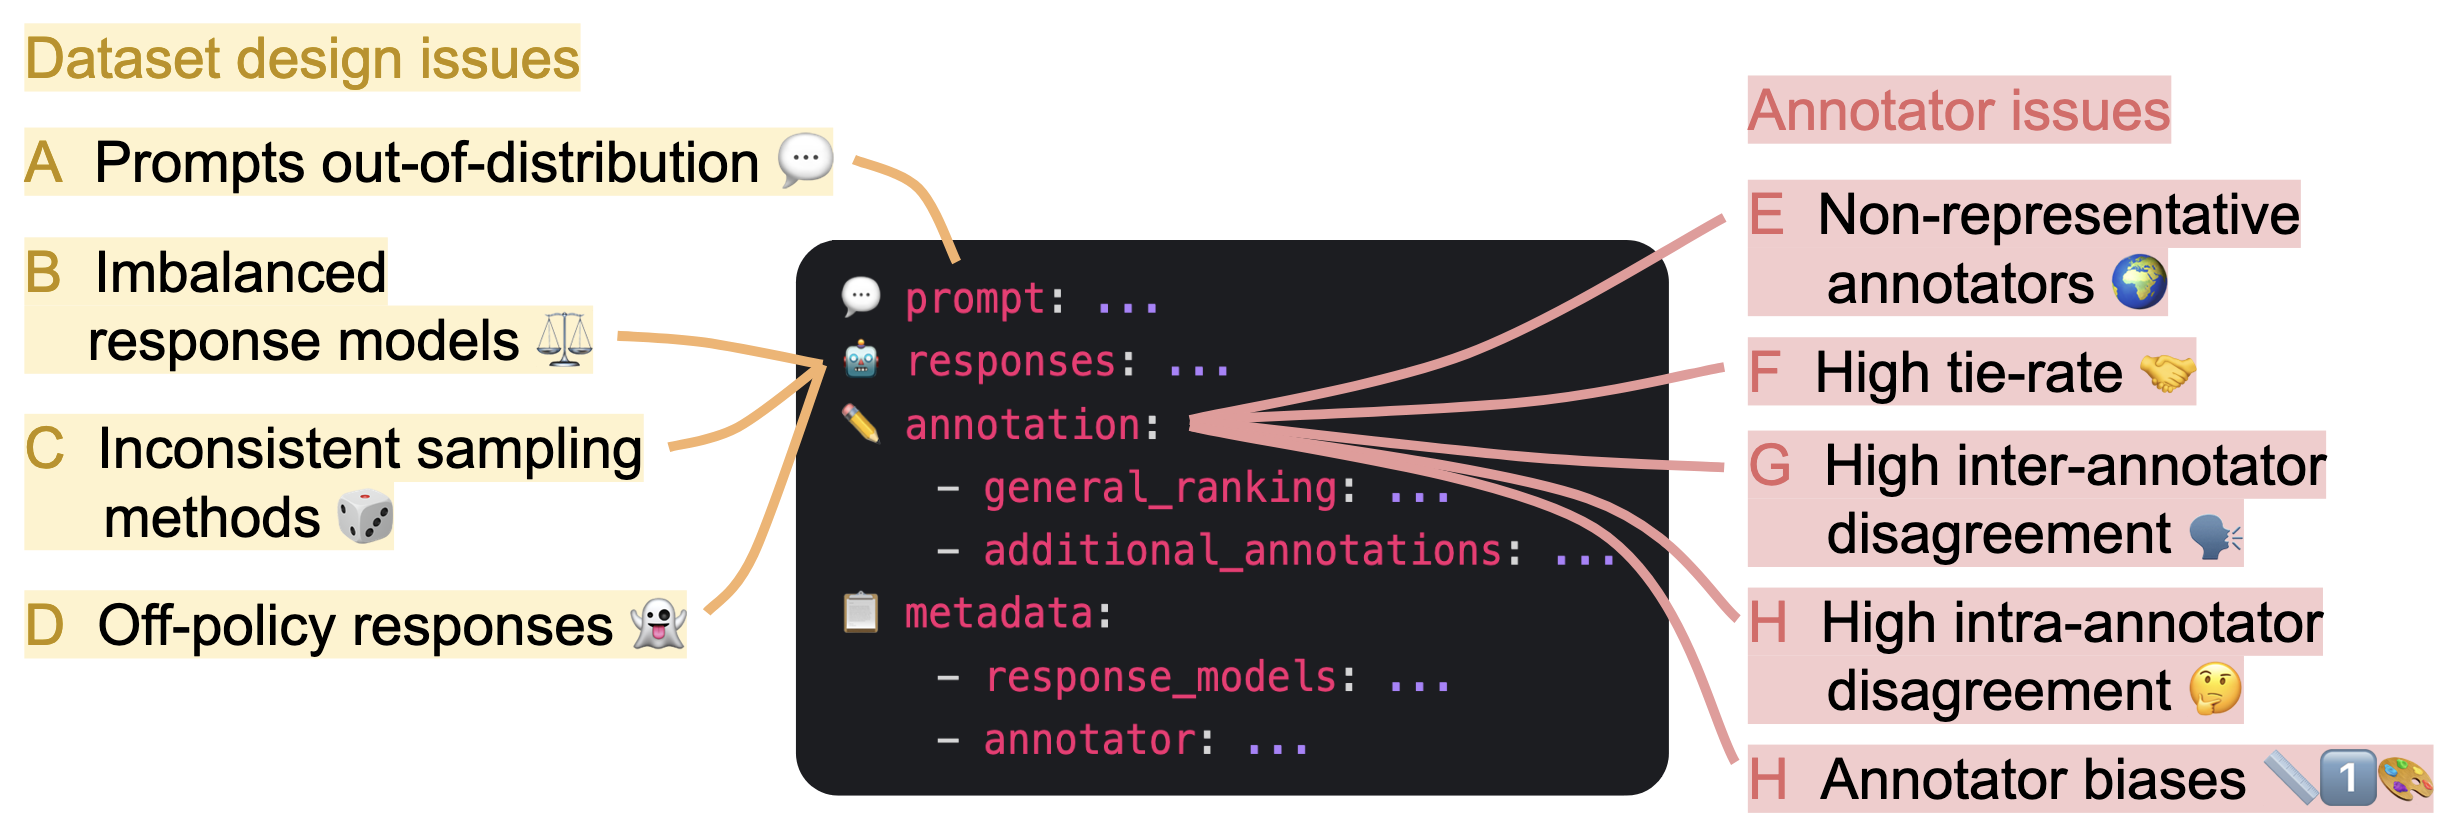 Dataset design issues
A Prompts out-of-distribution 💬
B Imbalanced
response models ⚖️
C Inconsistent sampling
methods 🎲
D Off-policy responses 👻
💬 prompt: ...
🤖 responses: ...
✏️ annotation:
- general_ranking: ...
- additional_annotations: ...
📋 metadata:
- response_models: ...
- annotator: ...
Annotator issues
E Non-representative
annotators 🌍
F High tie-rate 🤝
G High inter-annotator
disagreement 🗣️
H High intra-annotator
disagreement 🤔
H Annotator biases 📏1️⃣🎨